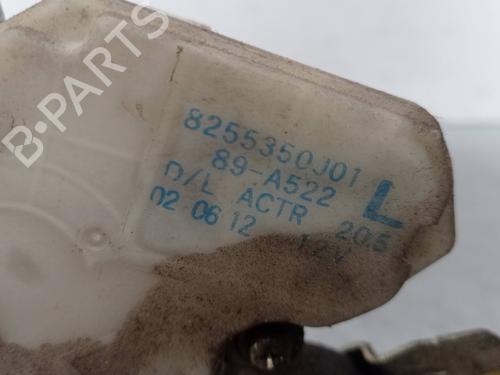 8255350J01
89-A522 L
D/L ACTR 205
02 06 12 12V
B-PARTS